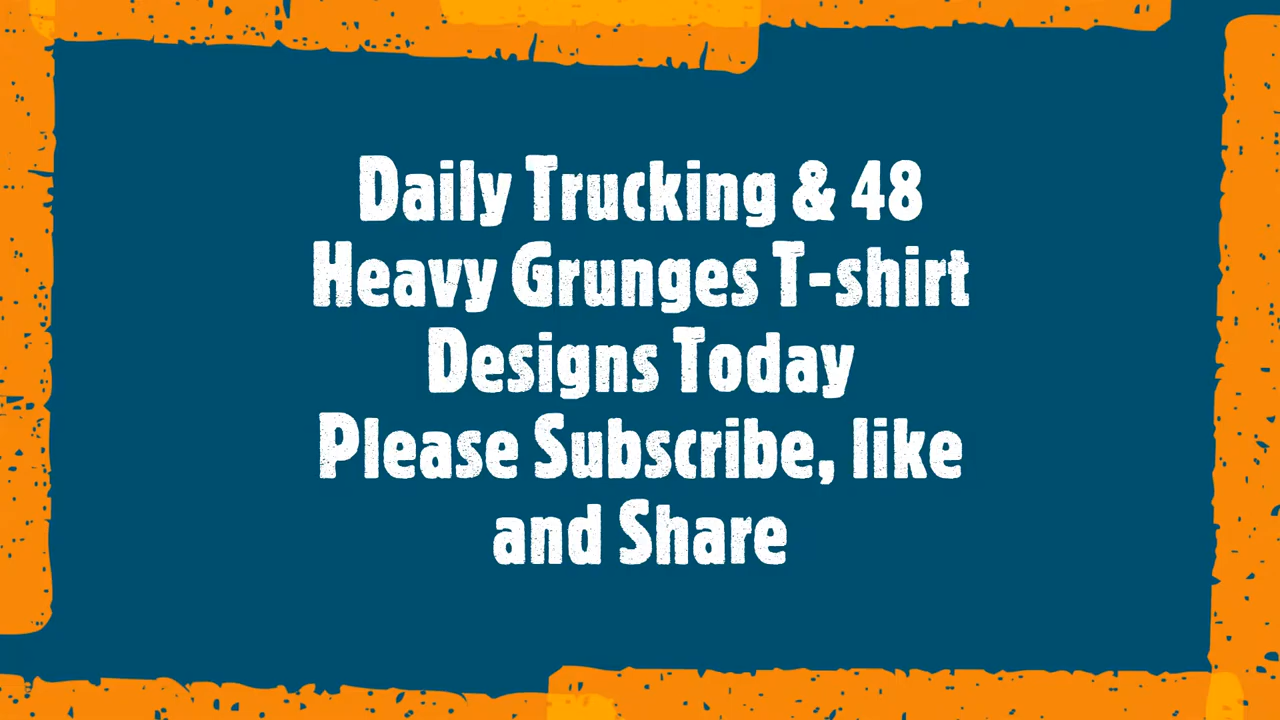 Daily Trucking & 48
Heavy Grunges T-shirt
Designs Today
Please Subscribe, like
and Share